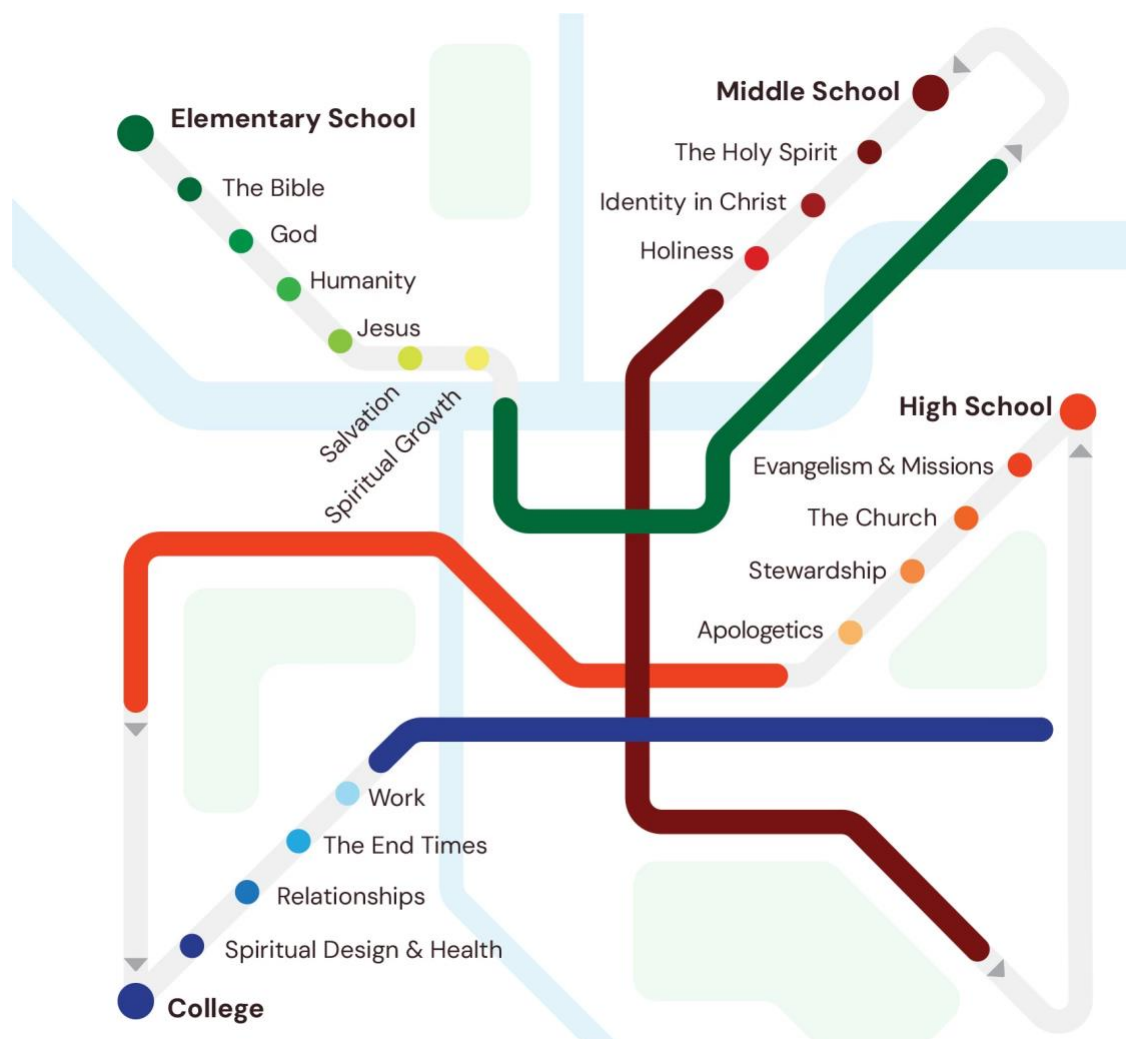 Elementary School
The Bible
God
Humanity
Jesus
Salvation
Spiritual Growth
Middle School
The Holy Spirit
Identity in Christ
Holiness
High School
Evangelism & Missions
The Church
Stewardship
Apologetics
Work
The End Times
Relationships
Spiritual Design & Health
College